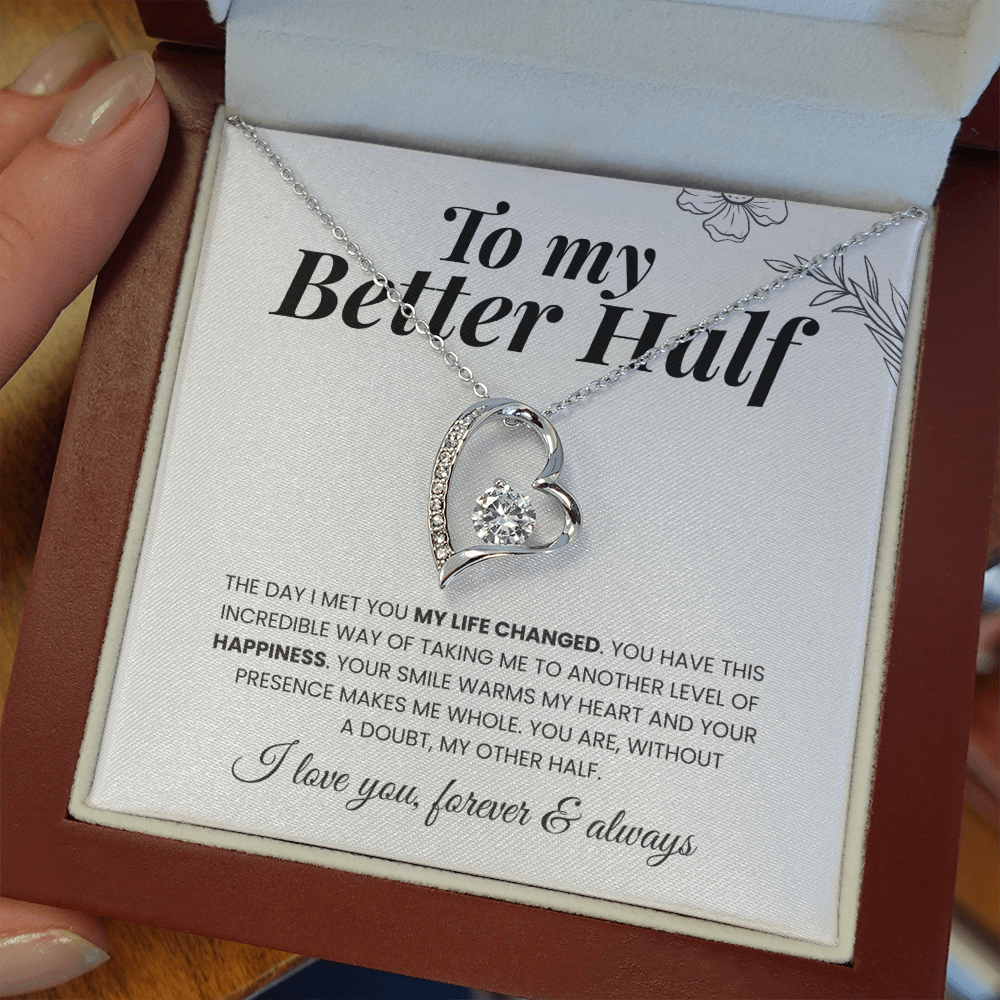 To my
Better Half
THE DAY I MET YOU MY LIFE CHANGED. YOU HAVE THIS
INCREDIBLE WAY OF TAKING ME TO ANOTHER LEVEL OF
HAPPINESS. YOUR SMILE WARMS MY HEART AND YOUR
PRESENCE MAKES ME WHOLE. YOU ARE, WITHOUT
A DOUBT, MY OTHER HALF.
I love you, forever & always